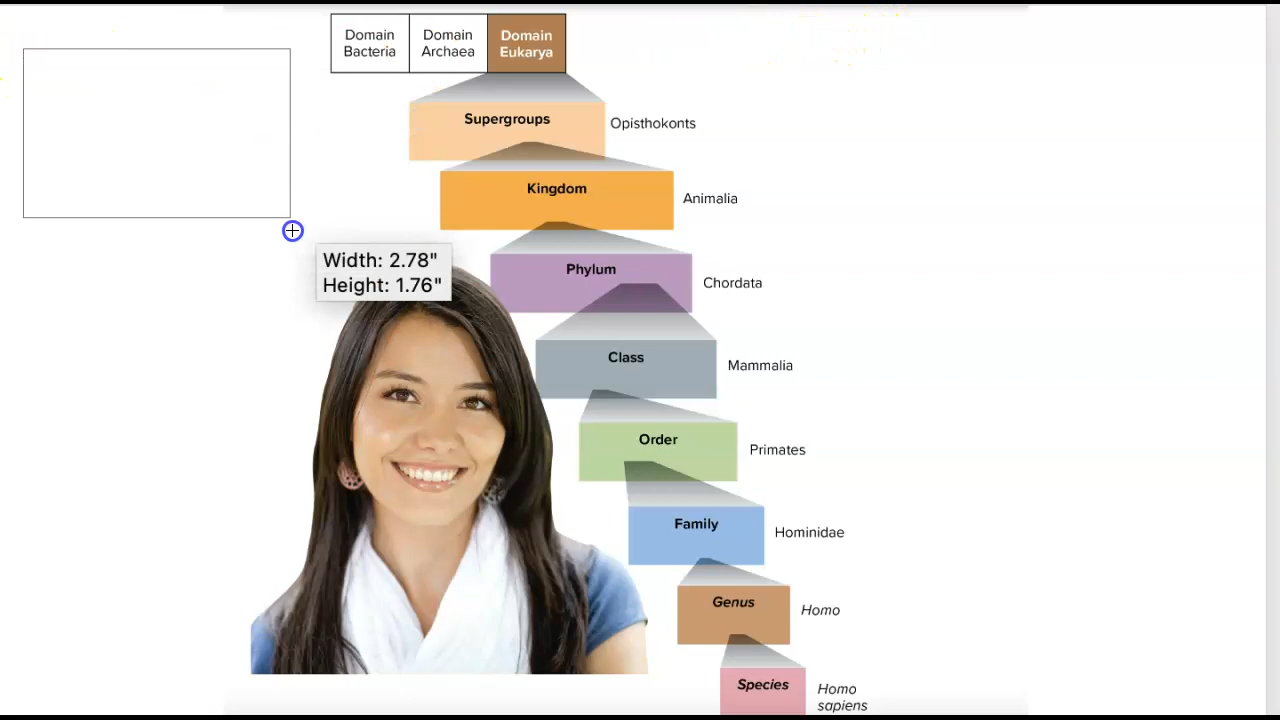 Domain
Bacteria
Domain
Archaea
Domain
Eukarya
Supergroups
Opisthokonts
Kingdom
Animalia
Width: 2.78"
Height: 1.76"
Phylum
Chordata
Class
Mammalia
Order
Primates
Family
Hominidae
Genus
Homo
Species
Homo
sapiens